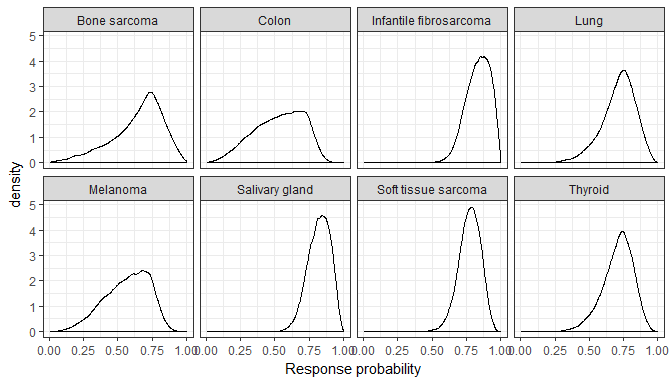 Bone sarcoma Colon Infantile fibrosarcoma Lung
5
4
3
2
1
0
density
Melanoma Salivary gland Soft tissue sarcoma Thyroid
5
4
3
2
1
0
0.00 0.25 0.50 0.75 1.00 0.00 0.25 0.50 0.75 1.00 0.00 0.25 0.50 0.75 1.00 0.00 0.25 0.50 0.75 1.00
Response probability